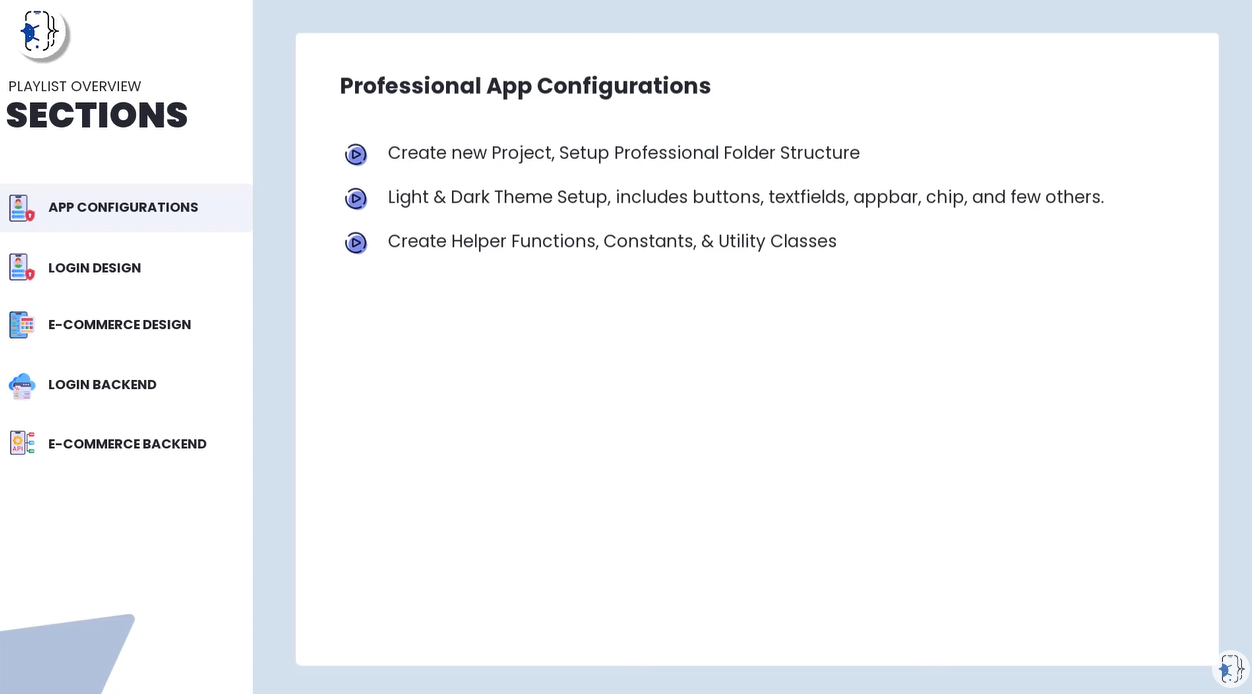 PLAYLIST OVERVIEW
SECTIONS
APP CONFIGURATIONS
LOGIN DESIGN
E-COMMERCE DESIGN
LOGIN BACKEND
API
E-COMMERCE BACKEND
Professional App Configurations
Create new Project, Setup Professional Folder Structure
Light & Dark Theme Setup, includes buttons, textfields, appbar, chip, and few others.
Create Helper Functions, Constants, & Utility Classes